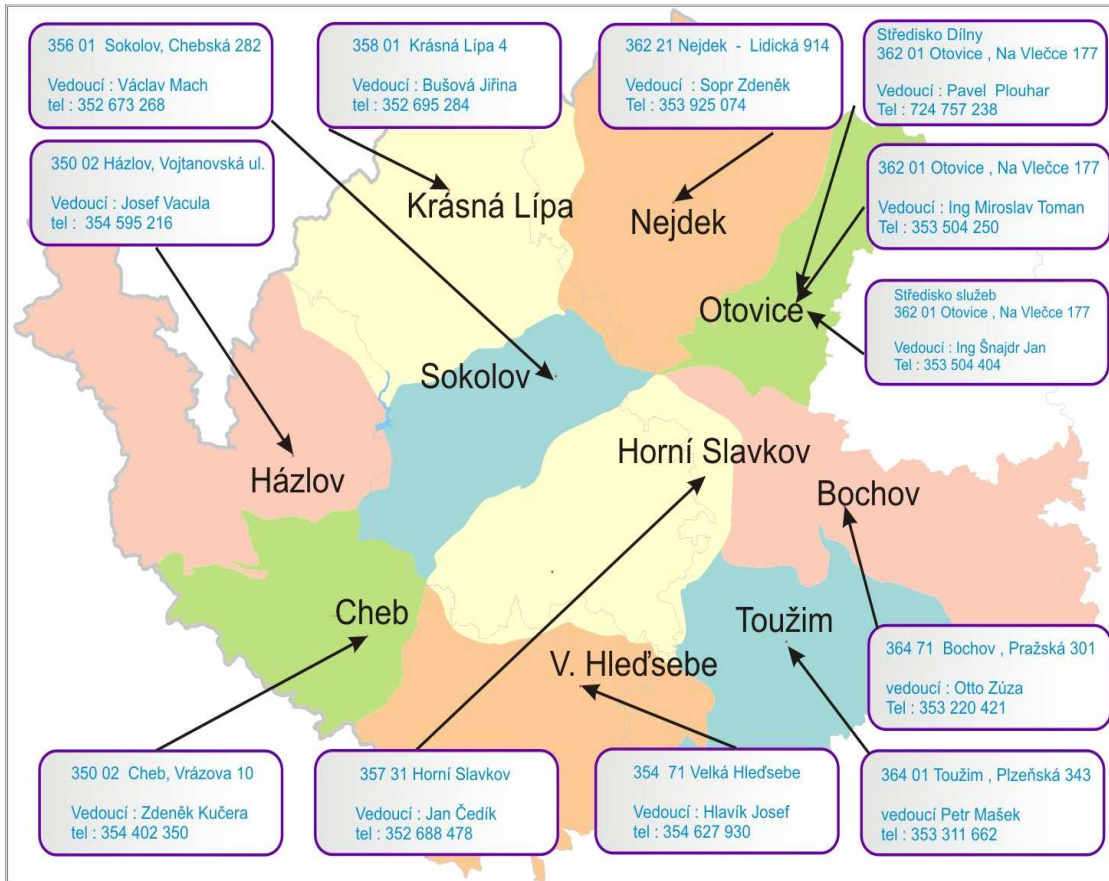 356 01 Sokolov, Chebská 282
Vedoucí : Václav Mach
tel : 352 673 268
358 01 Krásná Lípa 4
Vedoucí : Bušová Jiřina
tel : 352 695 284
362 21 Nejdek - Lidická 914
Vedoucí : Sopr Zdeněk
Tel : 353 925 074
Středisko Dílny
362 01 Otovice , Na Vlečce 177
Vedoucí : Pavel Plouhar
Tel : 724 757 238
350 02 Házlov, Vojtanovská ul.
Vedoucí : Josef Vacula
tel : 354 595 216
362 01 Otovice , Na Vlečce 177
Vedoucí : Ing Miroslav Toman
Tel : 353 504 250
Středisko služeb
362 01 Otovice , Na Vlečce 177
Vedoucí : Ing Šnajdr Jan
Tel : 353 504 404
Krásná Lípa
Nejdek
Otovice
Sokolov
Horní Slavkov
Házlov
Bochov
Cheb
Toužim
V. Hleďsebe
364 71 Bochov , Pražská 301
vedoucí : Otto Zúza
Tel : 353 220 421
350 02 Cheb, Vrázova 10
Vedoucí : Zdeněk Kučera
tel : 354 402 350
357 31 Horní Slavkov
Vedoucí : Jan Čedík
tel : 352 688 478
354 71 Velká Hleďsebe
Vedoucí : Hlavík Josef
tel : 354 627 930
364 01 Toužim , Plzeňská 343
vedoucí Petr Mašek
tel : 353 311 662